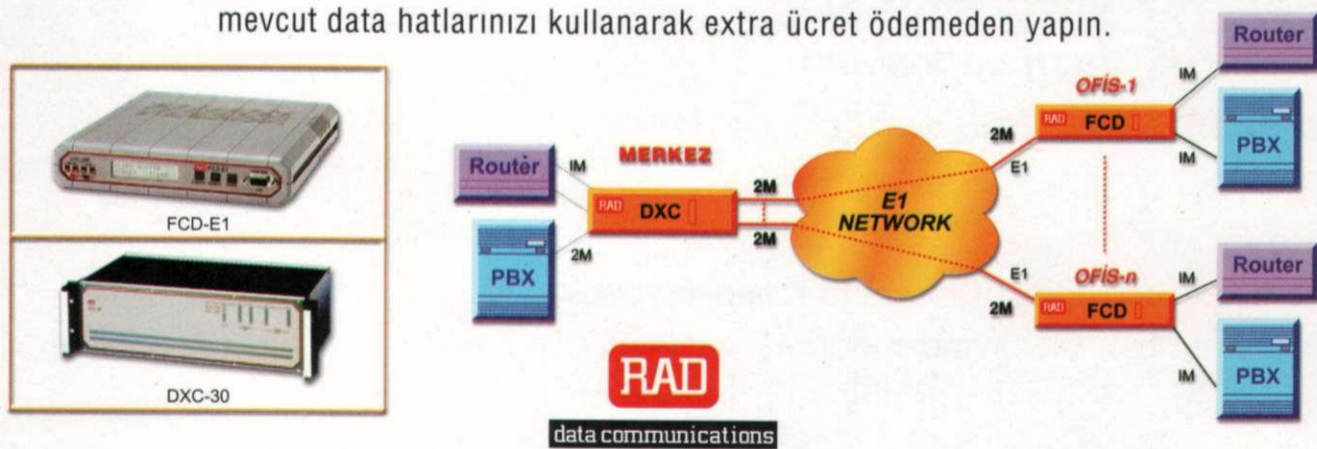 mevcut data hatlarınızı kullanarak extra ücret ödemeden yapın.
FCD-E1
DXC-30
Router
IM
PBX
2M
MERKEZ
RAD DXC
2M
2M
E1
NETWORK
OFİS-1
2M
E1
RAD FCD
IM
Router
IM
PBX
OFİS-n
E1
2M
RAD FCD
IM
Router
IM
PBX
RAD
data communications